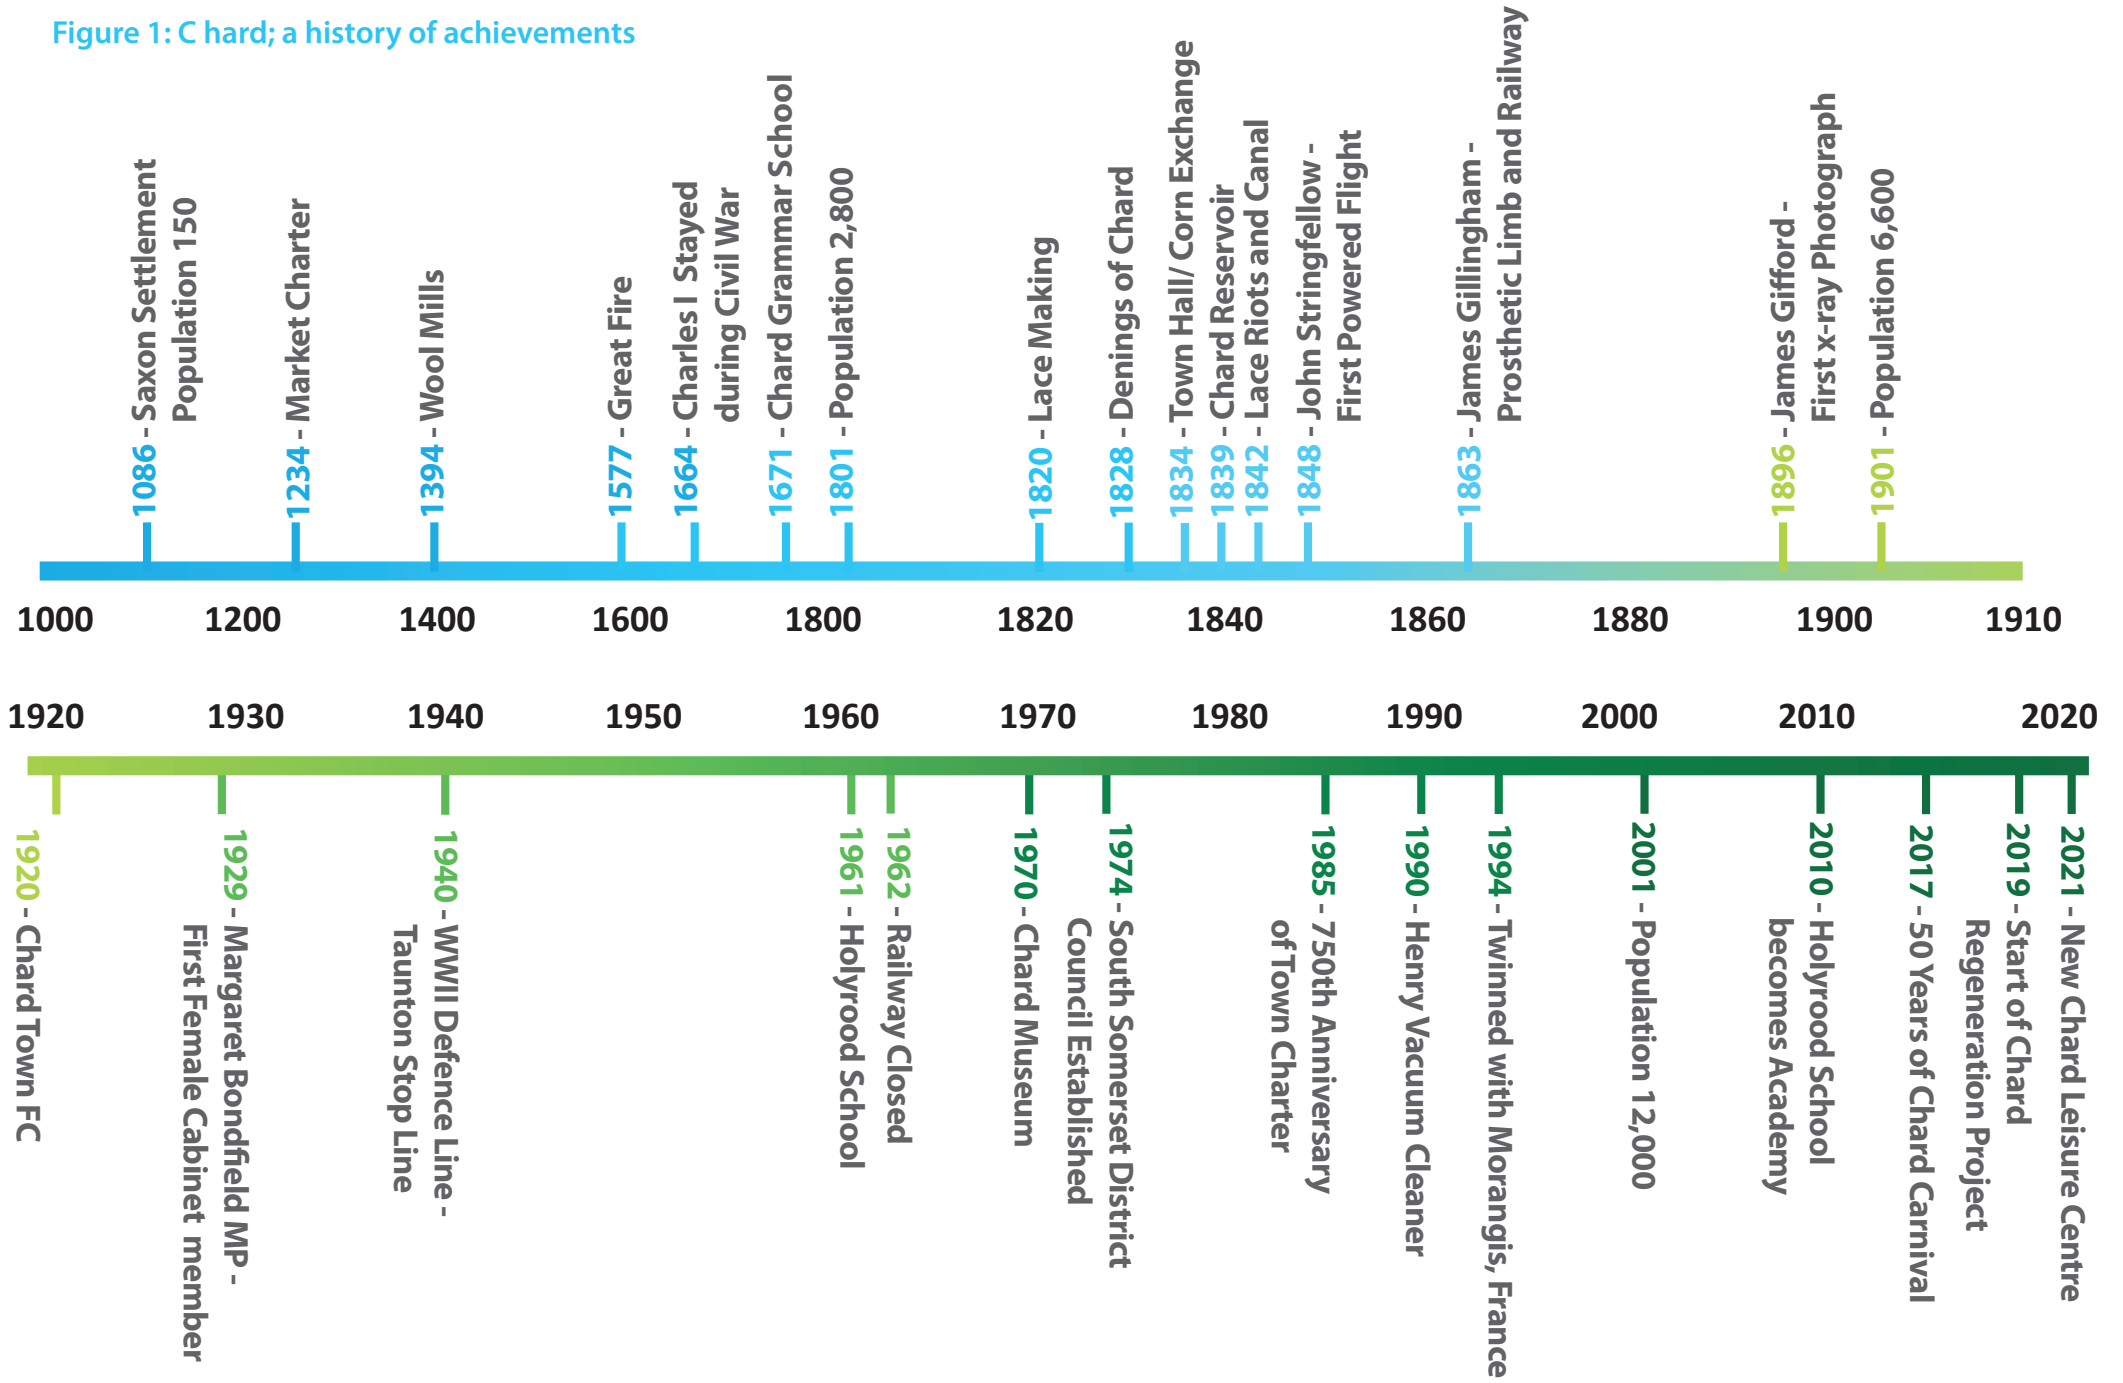 Figure 1: C hard; a history of achievements
1086 - Saxon Settlement
Population 150
1234 - Market Charter
1394 - Wool Mills
1577 - Great Fire
1664 - Charles I Stayed
during Civil War
1671 - Chard Grammar School
1801 - Population 2,800
1820 - Lace Making
1828 - Dennings of Chard
1834 - Town Hall/ Corn Exchange
1839 - Chard Reservoir
1842 - Lace Riots and Canal
1848 - John Stringfellow -
First Powered Flight
1863 - James Gillingham -
Prosthetic Limb and Railway
1896 - James Gifford -
First x-ray Photograph
1901 - Population 6,600
1000 1200 1400 1600 1800 1820 1840 1860 1880 1900 1910
1920 1930 1940 1950 1960 1970 1980 1990 2000 2010 2020
1920 - Chard Town FC
1929 - Margaret Bondfield MP -
First Female Cabinet member
1940 - WWII Defence Line -
Taunton Stop Line
1961 - Holyrood School
1962 - Railway Closed
1970 - Chard Museum
1974 - South Somerset District
Council Established
1985 - 750th Anniversary
of Town Charter
1990 - Henry Vacuum Cleaner
1994 - Twinned with Morangis, France
2001 - Population 12,000
2010 - Holyrood School
becomes Academy
2017 - 50 Years of Chard Carnival
2019 - Start of Chard
Regeneration Project
2021 - New Chard Leisure Centre